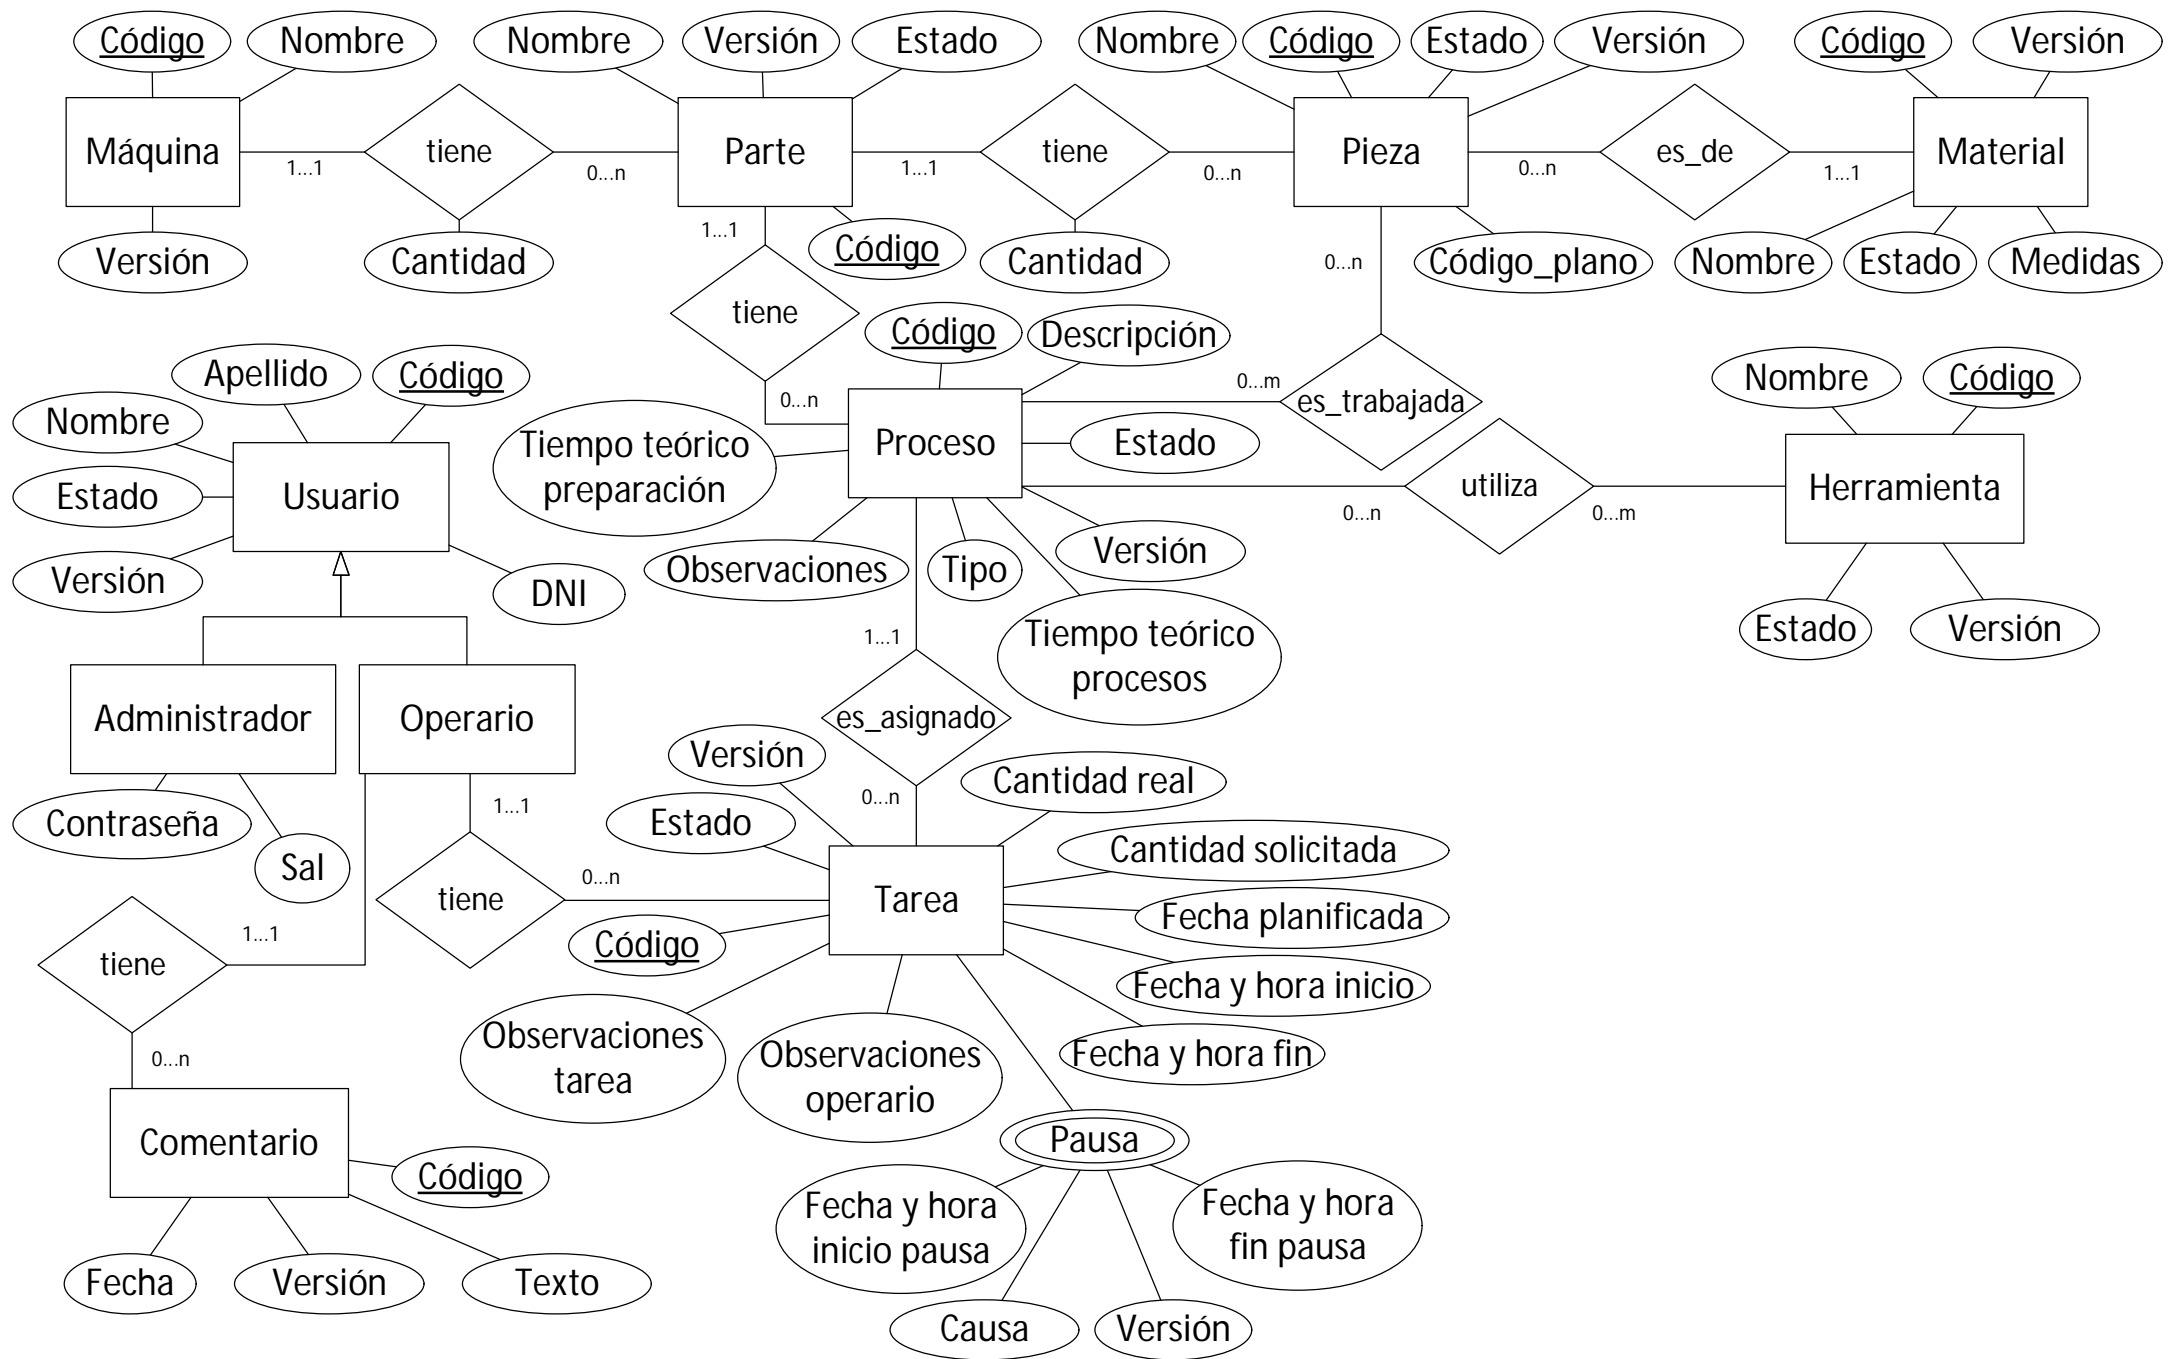 Código
Nombre
Nombre
Versión
Estado
Nombre
Código
Estado
Versión
Código
Versión
Máquina
1...1
tiene
0...n
Parte
1...1
tiene
0...n
Pieza
0...n
es_de
1...1
Material
Versión
Cantidad
1...1
Código
Cantidad
0...n
Código_plano
Nombre
Estado
Medidas
tiene
Código
Descripción
Apellido
Código
Nombre
Código
Nombre
0...n
0...m
es_trabajada
Tiempo teórico
preparación
Proceso
Estado
Estado
Usuario
utiliza
0...n
0...m
Herramienta
Versión
DNI
Observaciones
Tipo
Versión
Estado
Versión
1...1
Tiempo teórico
procesos
Administrador
Operario
es_asignado
Versión
Cantidad real
1...1
0...n
Contraseña
Sal
Estado
Cantidad solicitada
tiene
0...n
Tarea
Fecha planificada
tiene
1...1
Código
Fecha y hora inicio
Observaciones
tarea
Observaciones
operario
Fecha y hora fin
0...n
Comentario
Código
Pausa
Fecha y hora
inicio pausa
Fecha y hora
fin pausa
Fecha
Versión
Texto
Causa
Versión